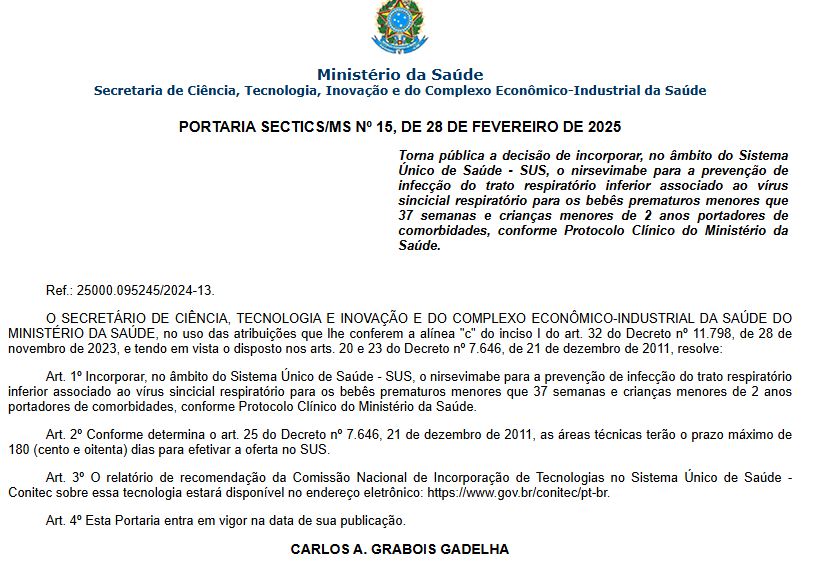 Ministério da Saúde
Secretaria de Ciência, Tecnologia, Inovação e do Complexo Econômico-Industrial da Saúde
PORTARIA SECTICS/MS Nº 15, DE 28 DE FEVEREIRO DE 2025
Torna pública a decisão de incorporar, no âmbito do Sistema
Único de Saúde - SUS, o nirsevimabe para a prevenção de
infecção do trato respiratório inferior associado ao vírus
sincicial respiratório para os bebês prematuros menores que
37 semanas e crianças menores de 2 anos portadores de
comorbidades, conforme Protocolo Clínico do Ministério da
Saúde.
Ref.: 25000.095245/2024-13.
O SECRETÁRIO DE CIÊNCIA, TECNOLOGIA E INOVAÇÃO E DO COMPLEXO ECONÔMICO-INDUSTRIAL DA SAÚDE DO
MINISTÉRIO DA SAÚDE, no uso das atribuições que lhe conferem a alínea "c" do inciso I do art. 32 do Decreto nº 11.798, de 28 de
novembro de 2023, e tendo em vista o disposto nos arts. 20 e 23 do Decreto nº 7.646, de 21 de dezembro de 2011, resolve:
Art. 1º Incorporar, no âmbito do Sistema Único de Saúde - SUS, o nirsevimabe para a prevenção de infecção do trato respiratório
inferior associado ao vírus sincicial respiratório para os bebês prematuros menores que 37 semanas e crianças menores de 2 anos
portadores de comorbidades, conforme Protocolo Clínico do Ministério da Saúde.
Art. 2º Conforme determina o art. 25 do Decreto nº 7.646, 21 de dezembro de 2011, as áreas técnicas terão o prazo máximo de
180 (cento e oitenta) dias para efetivar a oferta no SUS.
Art. 3º O relatório de recomendação da Comissão Nacional de Incorporação de Tecnologias no Sistema Único de Saúde -
Conitec sobre essa tecnologia estará disponível no endereço eletrônico: https://www.gov.br/conitec/pt-br.
Art. 4º Esta Portaria entra em vigor na data de sua publicação.
CARLOS A. GRABOIS GADELHA